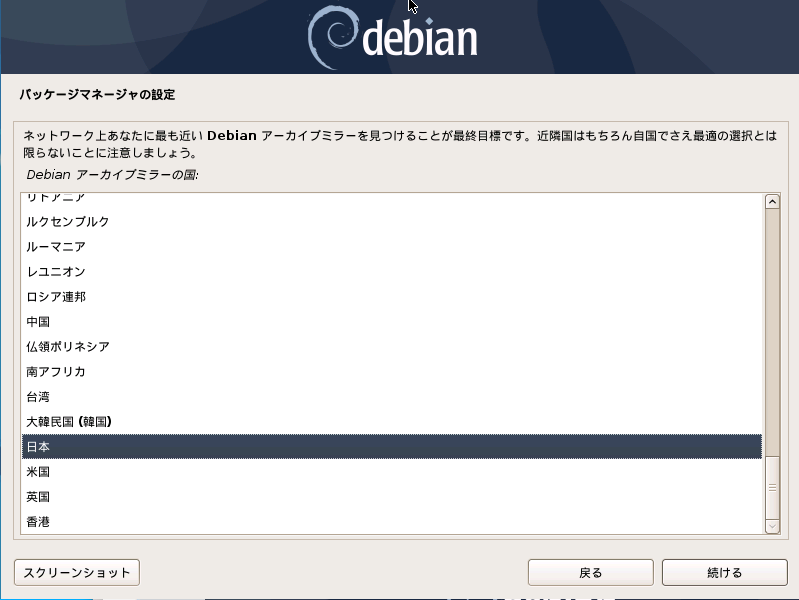 debian
パッケージマネージャの設定
ネットワーク上あなたに最も近い Debian アーカイブミラーを見つけることが最終目標です。近隣国はもちろん自国でさえ最適の選択とは
限らないことに注意しましょう。
Debian アーカイブミラーの国:
リトアニア
ルクセンブルク
ルーマニア
レユニオン
ロシア連邦
中国
仏領ポリネシア
南アフリカ
台湾
大韓民国 (韓国)
日本
米国
英国
香港
スクリーンショット
戻る
続ける